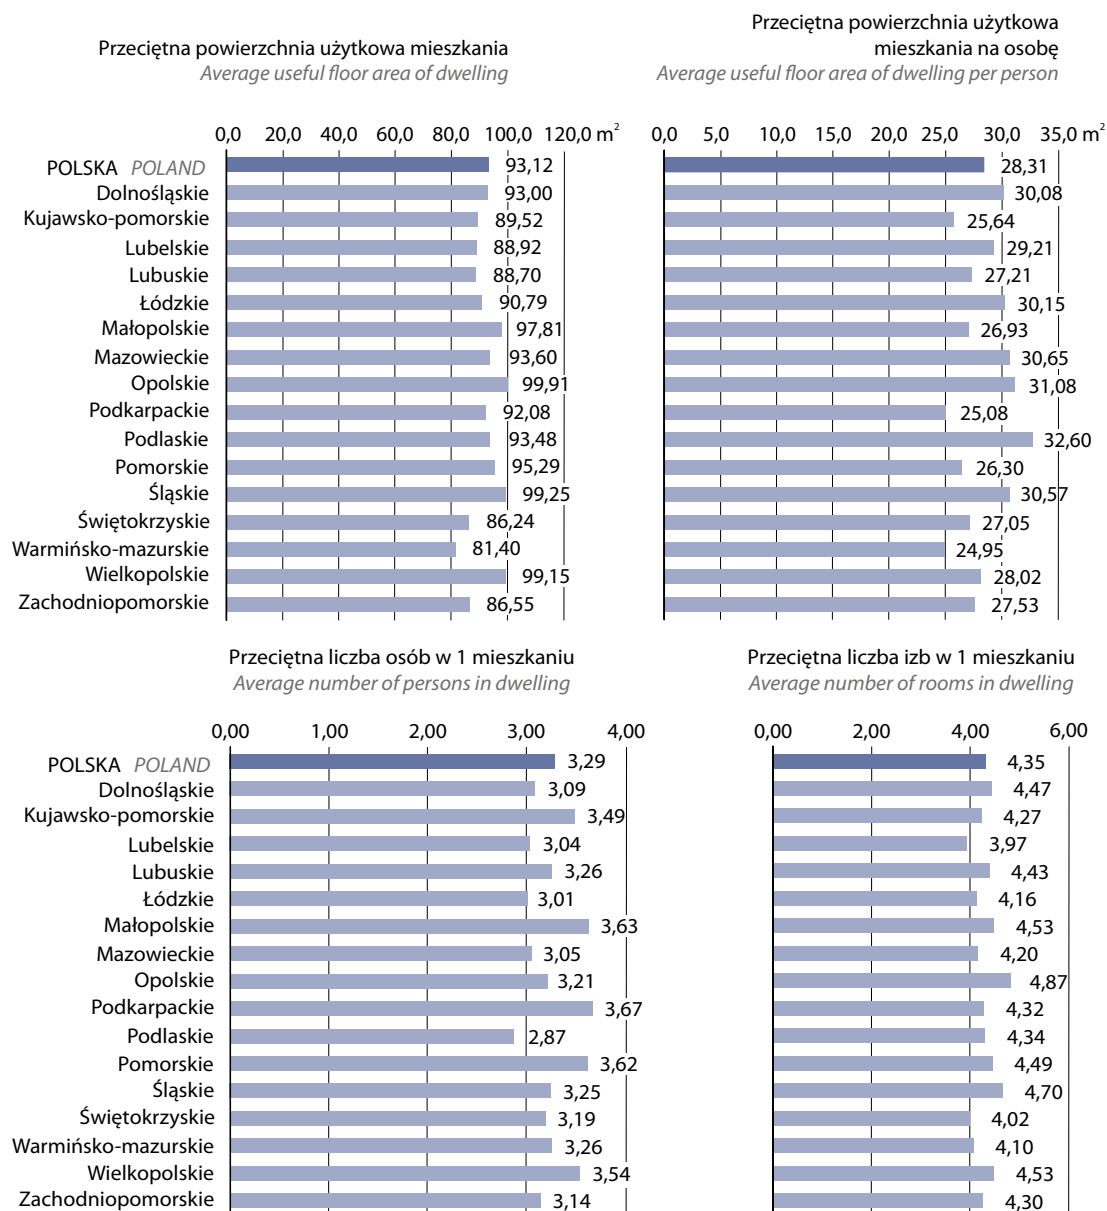 Przeciętna powierzchnia użytkowa mieszkania
Average useful floor area of dwelling
0,0 20,0 40,0 60,0 80,0 100,0 120,0 m²
POLSKA POLAND 93,12
Dolnośląskie 93,00
Kujawsko-pomorskie 89,52
Lubelskie 88,92
Lubuskie 88,70
Łódzkie 90,79
Małopolskie 97,81
Mazowieckie 93,60
Opolskie 99,91
Podkarpackie 92,08
Podlaskie 93,48
Pomorskie 95,29
Śląskie 99,25
Świętokrzyskie 86,24
Warmińsko-mazurskie 81,40
Wielkopolskie 99,15
Zachodniopomorskie 86,55
Przeciętna powierzchnia użytkowa
mieszkania na osobę
Average useful floor area of dwelling per person
0,0 5,0 10,0 15,0 20,0 25,0 30,0 35,0 m²
28,31
30,08
25,64
29,21
27,21
30,15
26,93
30,65
31,08
25,08
32,60
26,30
30,57
27,05
24,95
28,02
27,53
Przeciętna liczba osób w 1 mieszkaniu
Average number of persons in dwelling
0,00 1,00 2,00 3,00 4,00
POLSKA POLAND 3,29
Dolnośląskie 3,09
Kujawsko-pomorskie 3,49
Lubelskie 3,04
Lubuskie 3,26
Łódzkie 3,01
Małopolskie 3,63
Mazowieckie 3,05
Opolskie 3,21
Podkarpackie 3,67
Podlaskie 2,87
Pomorskie 3,62
Śląskie 3,25
Świętokrzyskie 3,19
Warmińsko-mazurskie 3,26
Wielkopolskie 3,54
Zachodniopomorskie 3,14
Przeciętna liczba izb w 1 mieszkaniu
Average number of rooms in dwelling
0,00 2,00 4,00 6,00
4,35
4,47
4,27
3,97
4,43
4,16
4,53
4,20
4,87
4,32
4,34
4,49
4,70
4,02
4,10
4,53
4,30